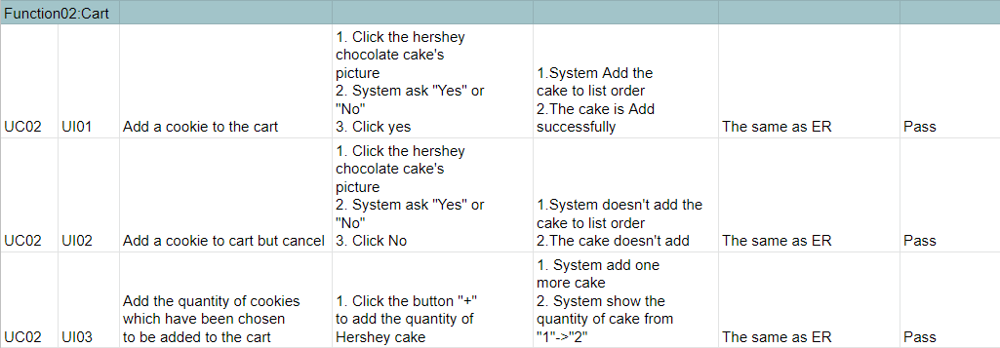 Function02:Cart
UC02
UI01
Add a cookie to the cart
1. Click the hershey
chocolate cake's
picture
2. System ask "Yes" or
"No"
3. Click yes
1.System Add the
cake to list order
2.The cake is Add
successfully
The same as ER
Pass
UC02
UI02
Add a cookie to cart but cancel
1. Click the hershey
chocolate cake's
picture
2. System ask "Yes" or
"No"
3. Click No
1.System doesn't add the
cake to list order
2.The cake doesn't add
The same as ER
Pass
UC02
UI03
Add the quantity of cookies
which have been chosen
to be added to the cart
1. Click the button "+"
to add the quantity of
Hershey cake
1. System add one
more cake
2. System show the
quantity of cake from
"1"->"2"
The same as ER
Pass